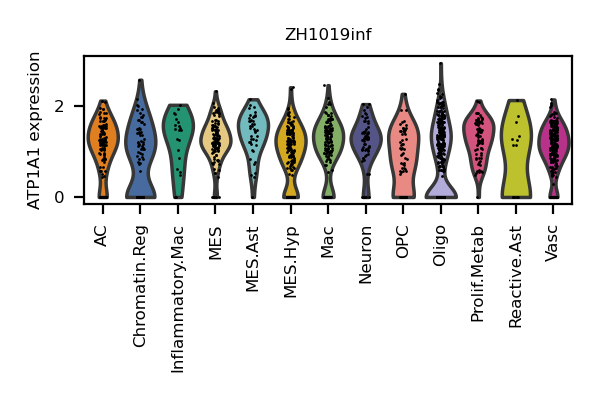 ZH1019inf
ATP1A1 expression
2
0
AC
Chromatin.Reg
Inflammatory.Mac
MES
MES.Ast
MES.Hyp
Mac
Neuron
OPC
Oligo
Prolif.Metab
Reactive.Ast
Vasc